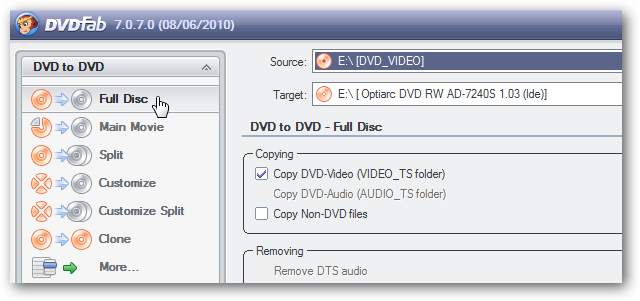 DVDFab 7.0.7.0 (08/06/2010)
DVD to DVD
Full Disc
Main Movie
Split
Customize
Customize Split
Clone
More...
Source: E:\ [DVD_VIDEO]
Target: E:\ [ Optiarc DVD RW AD-7240S 1.03 (Ide)]
DVD to DVD - Full Disc
Copying
Copy DVD-Video (VIDEO_TS folder)
Copy DVD-Audio (AUDIO_TS folder)
Copy Non-DVD files
Removing
Remove DTS audio